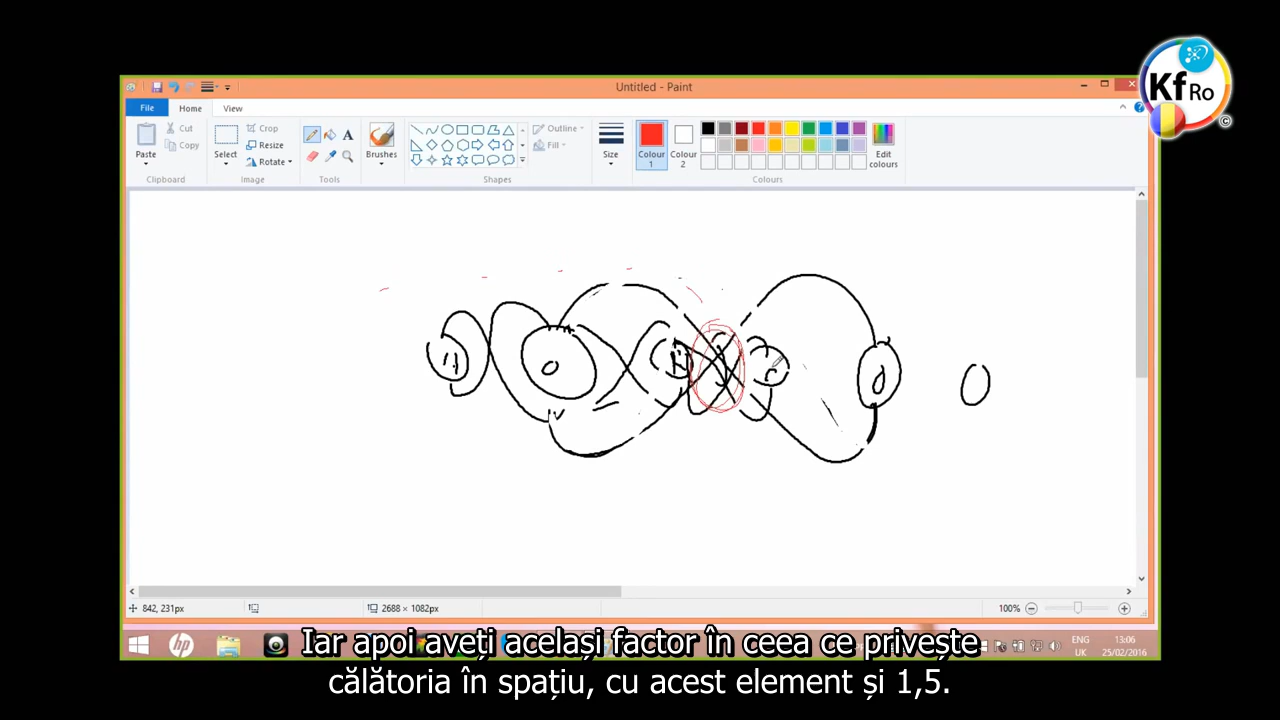 Kf Ro
©
Untitled - Paint
File Home View
Cut
Copy
Paste
Crop
Resize
Rotate
Select
Brushes
Outline
Fill
Size
Colour 1
Colour 2
Edit colours
Clipboard Image Tools Shapes Colours
842, 231px
2688 × 1082px
100%
ENG
UK
13:06
25/02/2016
Iar apoi aveți același factor în ceea ce privește
călătoria în spațiu, cu acest element și 1,5.